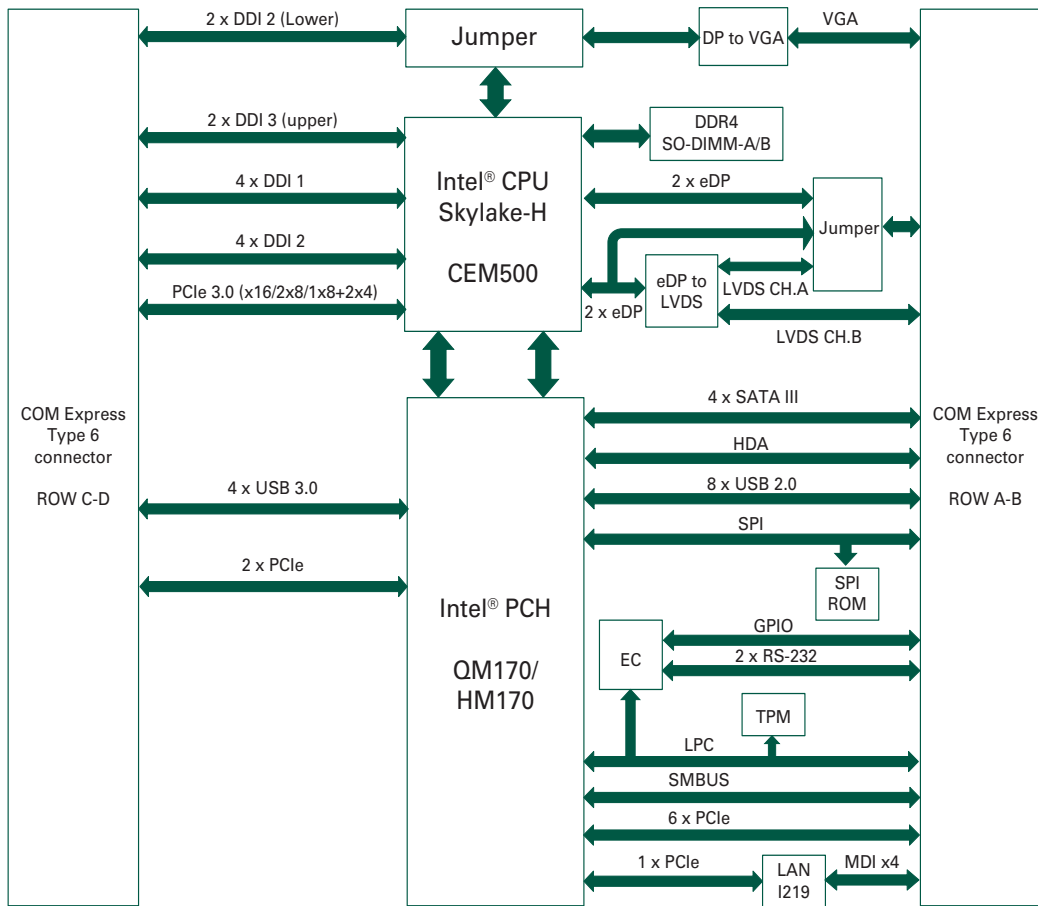 2 x DDI 2 (Lower)
Jumper
DP to VGA
VGA
2 x DDI 3 (upper)
DDR4
SO-DIMM-A/B
Intel® CPU
Skylake-H
CEM500
4 x DDI 1
2 x eDP
Jumper
4 x DDI 2
eDP to
LVDS
LVDS CH.A
PCIe 3.0 (x16/2x8/1x8+2x4)
2 x eDP
LVDS CH.B
COM Express
Type 6
connector
ROW C-D
4 x SATA III
COM Express
Type 6
connector
ROW A-B
HDA
4 x USB 3.0
8 x USB 2.0
SPI
2 x PCIe
SPI
ROM
Intel® PCH
QM170/
HM170
GPIO
EC
2 x RS-232
TPM
LPC
SMBUS
6 x PCIe
1 x PCIe
LAN
I219
MDI x4